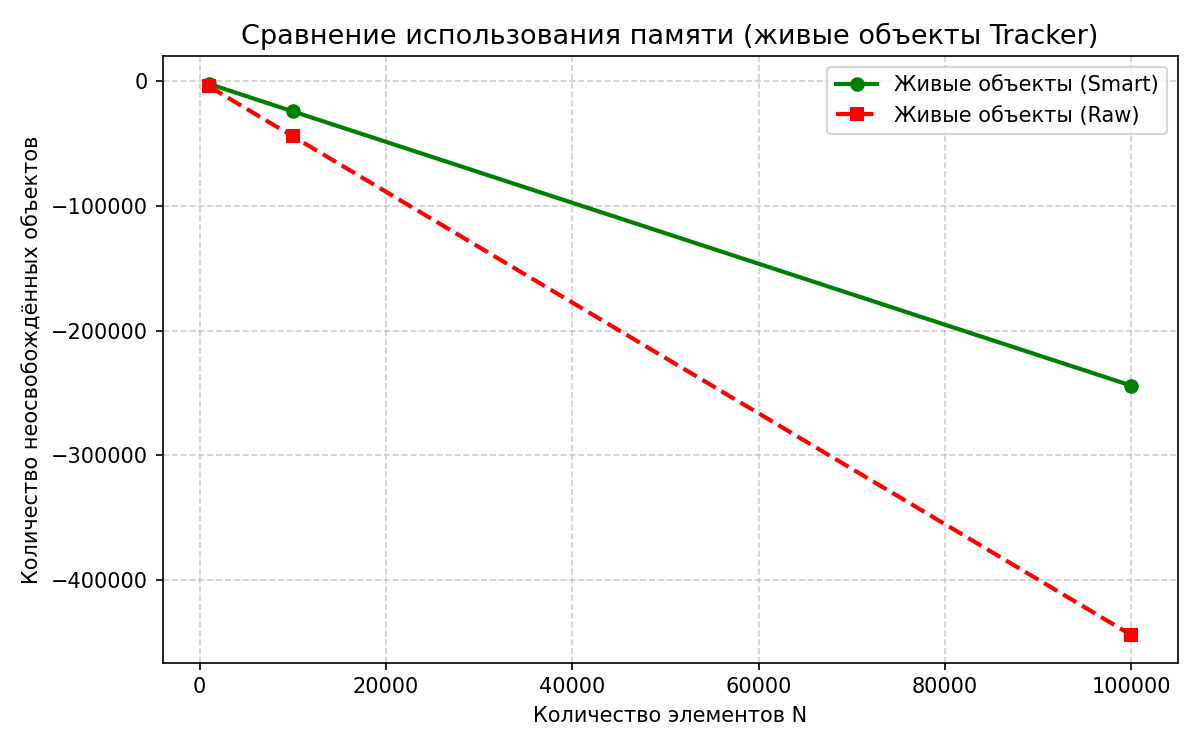 Сравнение использования памяти (живые объекты Tracker)
Живые объекты (Smart)
Живые объекты (Raw)
Количество неосвобождённых объектов
0
−100000
−200000
−300000
−400000
0
20000
40000
60000
80000
100000
Количество элементов N